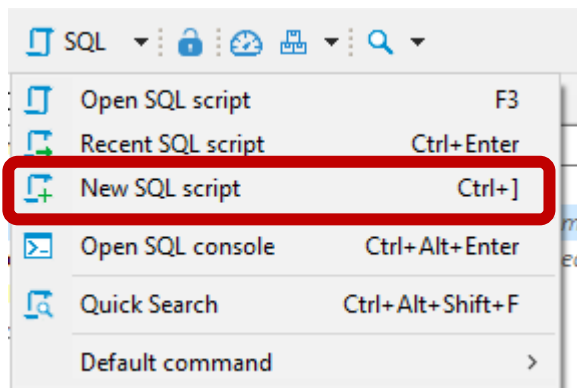 SQL
Open SQL script F3
Recent SQL script Ctrl+Enter
New SQL script Ctrl+]
Open SQL console Ctrl+Alt+Enter
Quick Search Ctrl+Alt+Shift+F
Default command >